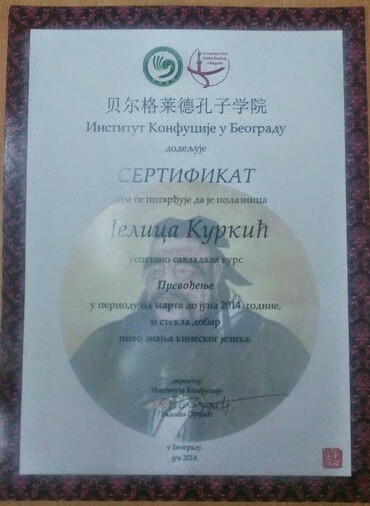 贝尔格莱德孔子学院
Институт Конфуције у Београду
додељује
СЕРТИФИКАТ
којим се потврђује да је полазница
Јелица Куркић
успешно савладала курс
Превођење
у периоду од марта до јуна 2014. године,
и стекла добар
ниво знања кинеског језика.
директор
Института Конфуције
у Београду,
јун 2014.